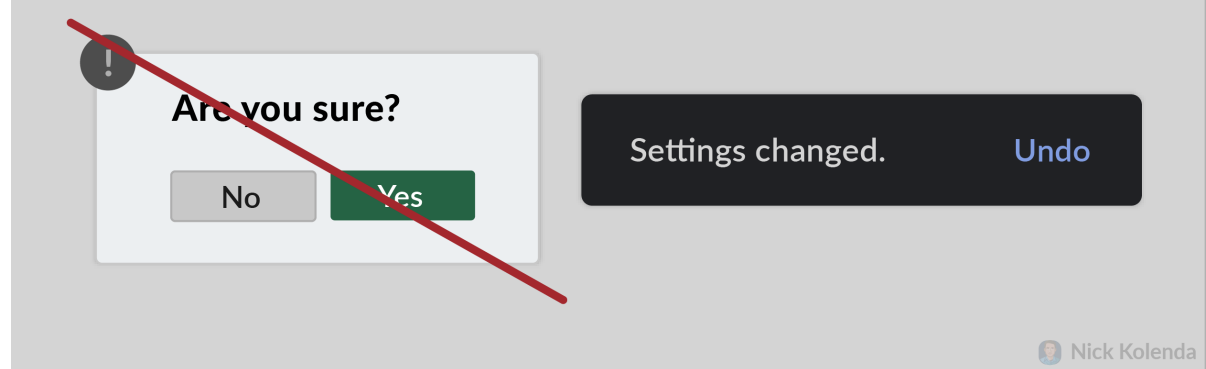 !
Are you sure?
No
Yes
Settings changed.
Undo
Nick Kolenda